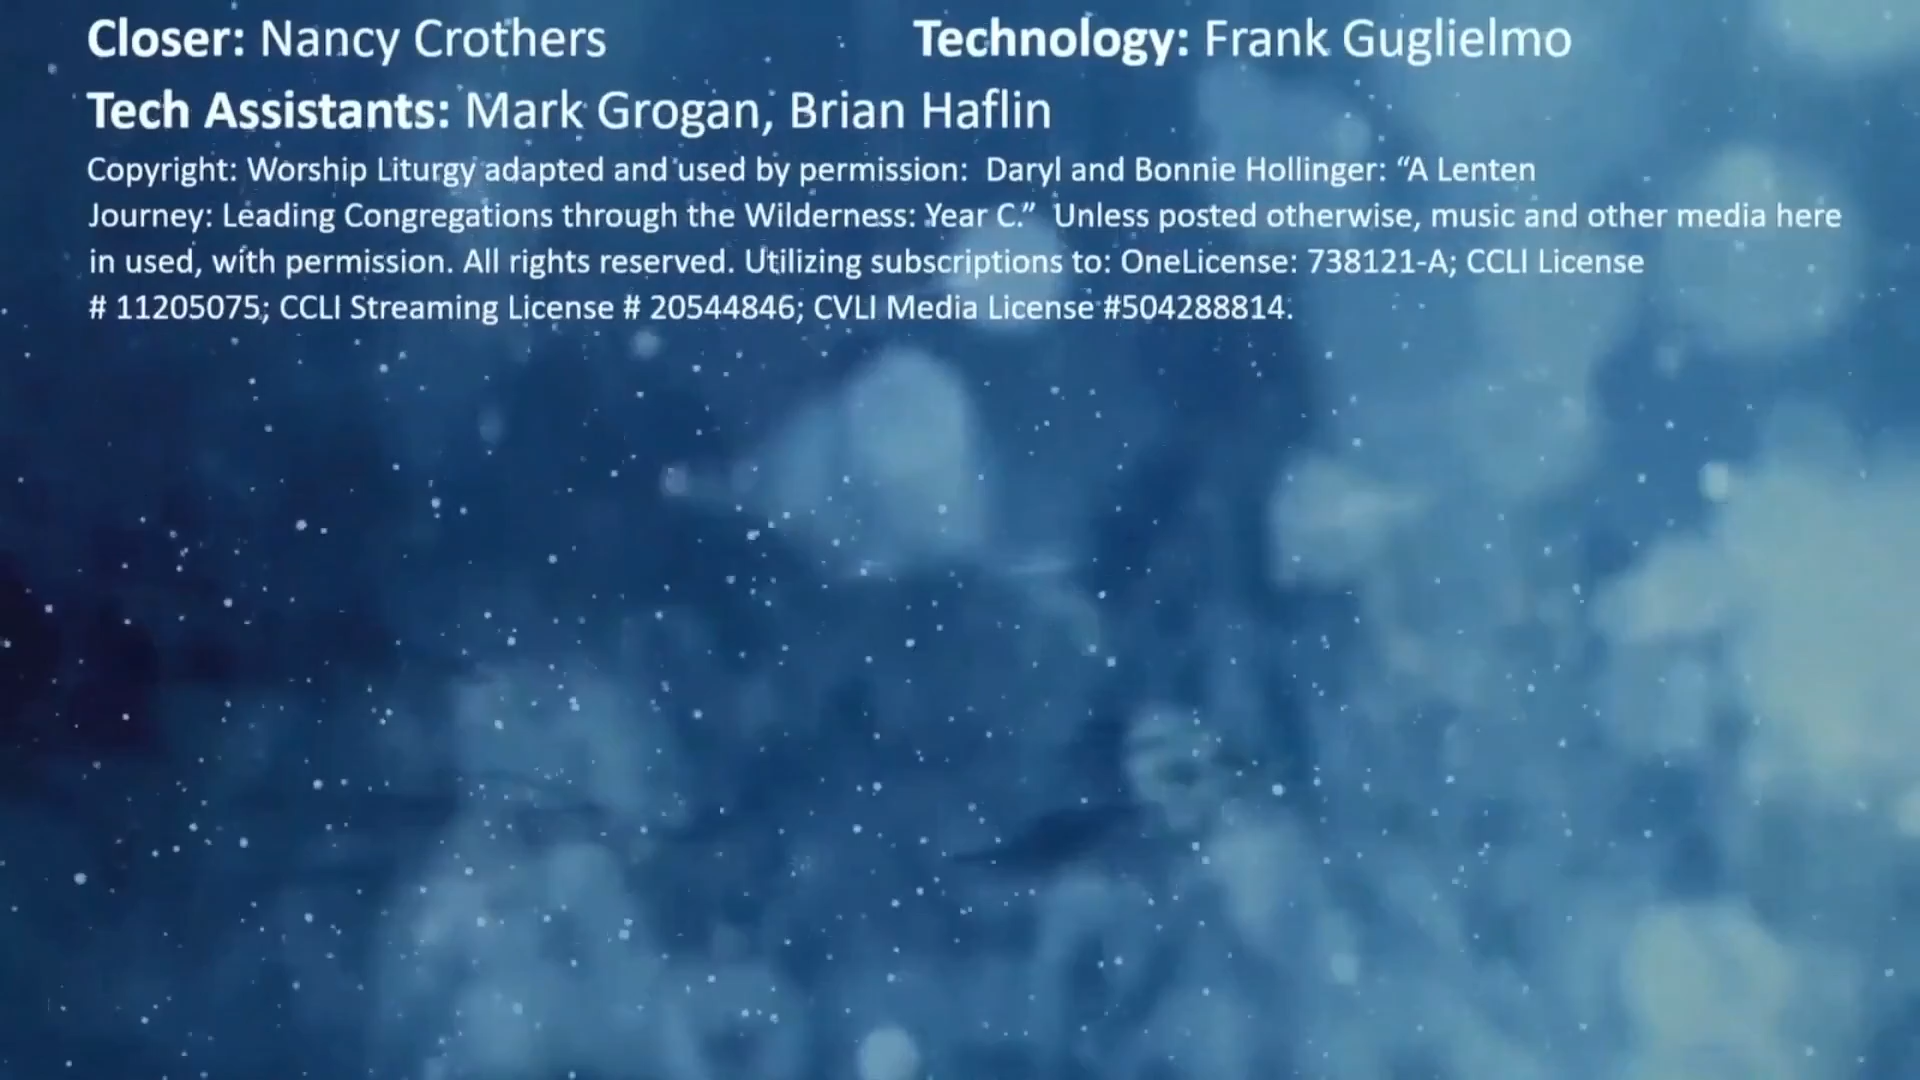 Closer: Nancy Crothers Technology: Frank Guglielmo
Tech Assistants: Mark Grogan, Brian Haflin
Copyright: Worship Liturgy adapted and used by permission: Daryl and Bonnie Hollinger: “A Lenten
Journey: Leading Congregations through the Wilderness: Year C.” Unless posted otherwise, music and other media here
in used, with permission. All rights reserved. Utilizing subscriptions to: OneLicense: 738121-A; CCLI License
# 11205075; CCLI Streaming License # 20544846; CVLI Media License #504288814.